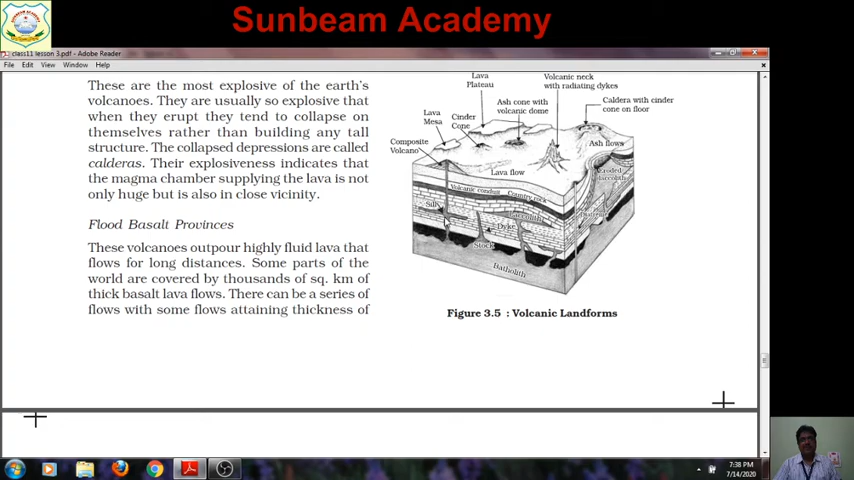 Sunbeam Academy
class11 lesson 3.pdf - Adobe Reader
File Edit View Window Help
These are the most explosive of the earth's
volcanoes. They are usually so explosive that
when they erupt they tend to collapse on
themselves rather than building any tall
structure. The collapsed depressions are called
calderas. Their explosiveness indicates that
the magma chamber supplying the lava is not
only huge but is also in close vicinity.
Flood Basalt Provinces
These volcanoes outpour highly fluid lava that
flows for long distances. Some parts of the
world are covered by thousands of sq. km of
thick basalt lava flows. There can be a series of
flows with some flows attaining thickness of
Lava
Plateau
Volcanic neck
with radiating dykes
Ash cone with
volcanic dome
Caldera with cinder
cone on floor
Lava
Mesa
Cinder
Cone
Composite
Volcano
Ash flows
Lava flow
Eroded
laccolith
Volcanic conduit
Country rock
Sill
Laccolith
Dyke
Stock
Batholith
Figure 3.5 : Volcanic Landforms
7:38 PM
7/14/2020